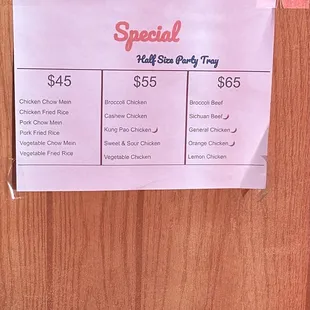 Special
Half Size Party Tray
$45
Chicken Chow Mein
Chicken Fried Rice
Pork Chow Mein
Pork Fried Rice
Vegetable Chow Mein
Vegetable Fried Rice
$55
Broccoli Chicken
Cashew Chicken
Kung Pao Chicken
Sweet & Sour Chicken
Vegetable Chicken
$65
Broccoli Beef
Sichuan Beef
General Chicken
Orange Chicken
Lemon Chicken